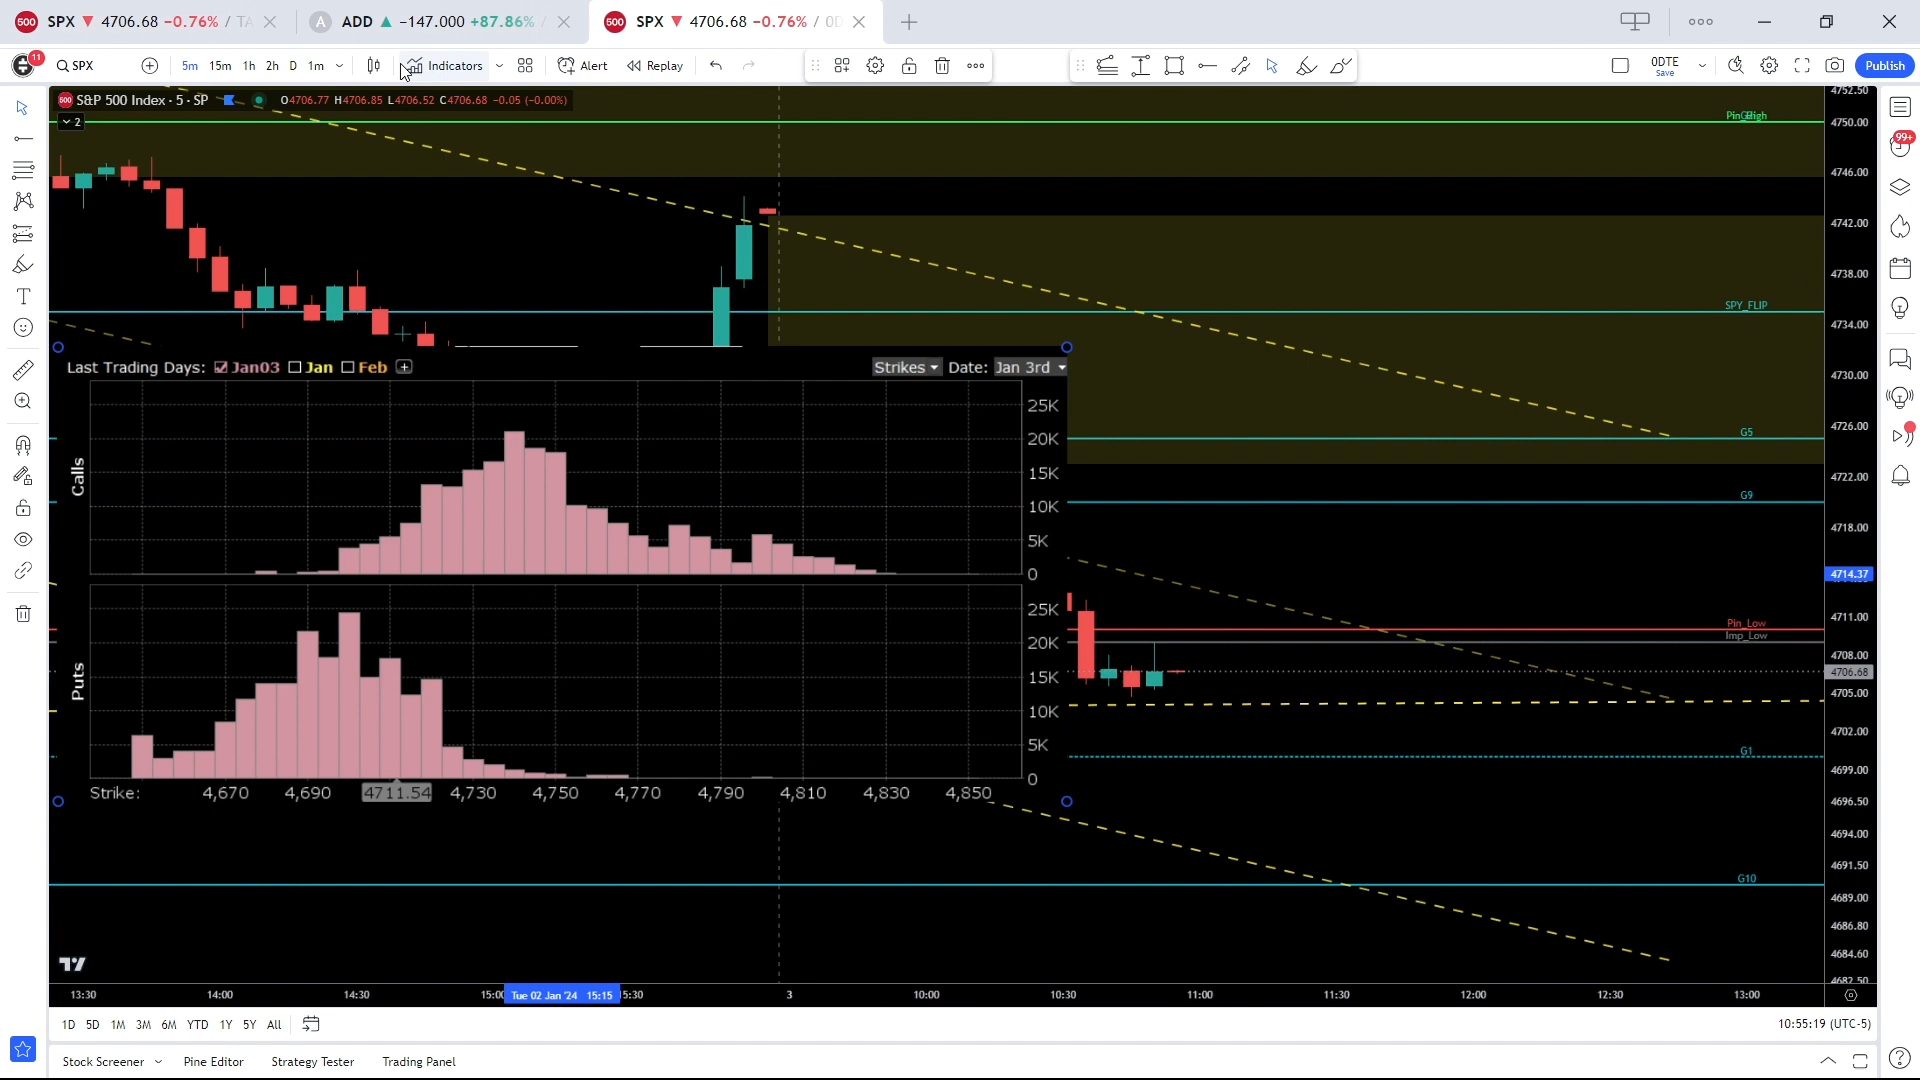 SPX 4706.68 −0.76% / TA
ADD −147.000 +87.86% /
SPX 4706.68 −0.76% / 0D
11
SPX
5m 15m 1h 2h D 1m
Indicators
Alert
Replay
ODTE
Save
Publish
500 S&P 500 Index · 5 · SP O4706.77 H4706.85 L4706.52 C4706.68 −0.05 (−0.00%)
2
4752.50
Pin_High
4750.00
99+
4746.00
4742.00
4738.00
SPY_FLIP
4734.00
4730.00
G5
4726.00
4722.00
G9
4718.00
4714.37
4711.00
Pin_Low
Imp_Low
4708.00
4706.68
4705.00
4702.00
G1
4699.00
4696.50
4694.00
4691.50
G10
4689.00
4686.80
4684.60
4682.50
Last Trading Days: Jan03 Jan Feb +
Strikes Date: Jan 3rd
Calls
25K
20K
15K
10K
5K
0
Puts
25K
20K
15K
10K
5K
0
Strike: 4,670 4,690 4711.54 4,730 4,750 4,770 4,790 4,810 4,830 4,850
13:30 14:00 14:30 15:00 Tue 02 Jan '24 15:15 5:30 3 10:00 10:30 11:00 11:30 12:00 12:30 13:00
1D 5D 1M 3M 6M YTD 1Y 5Y All
10:55:19 (UTC-5)
Stock Screener Pine Editor Strategy Tester Trading Panel